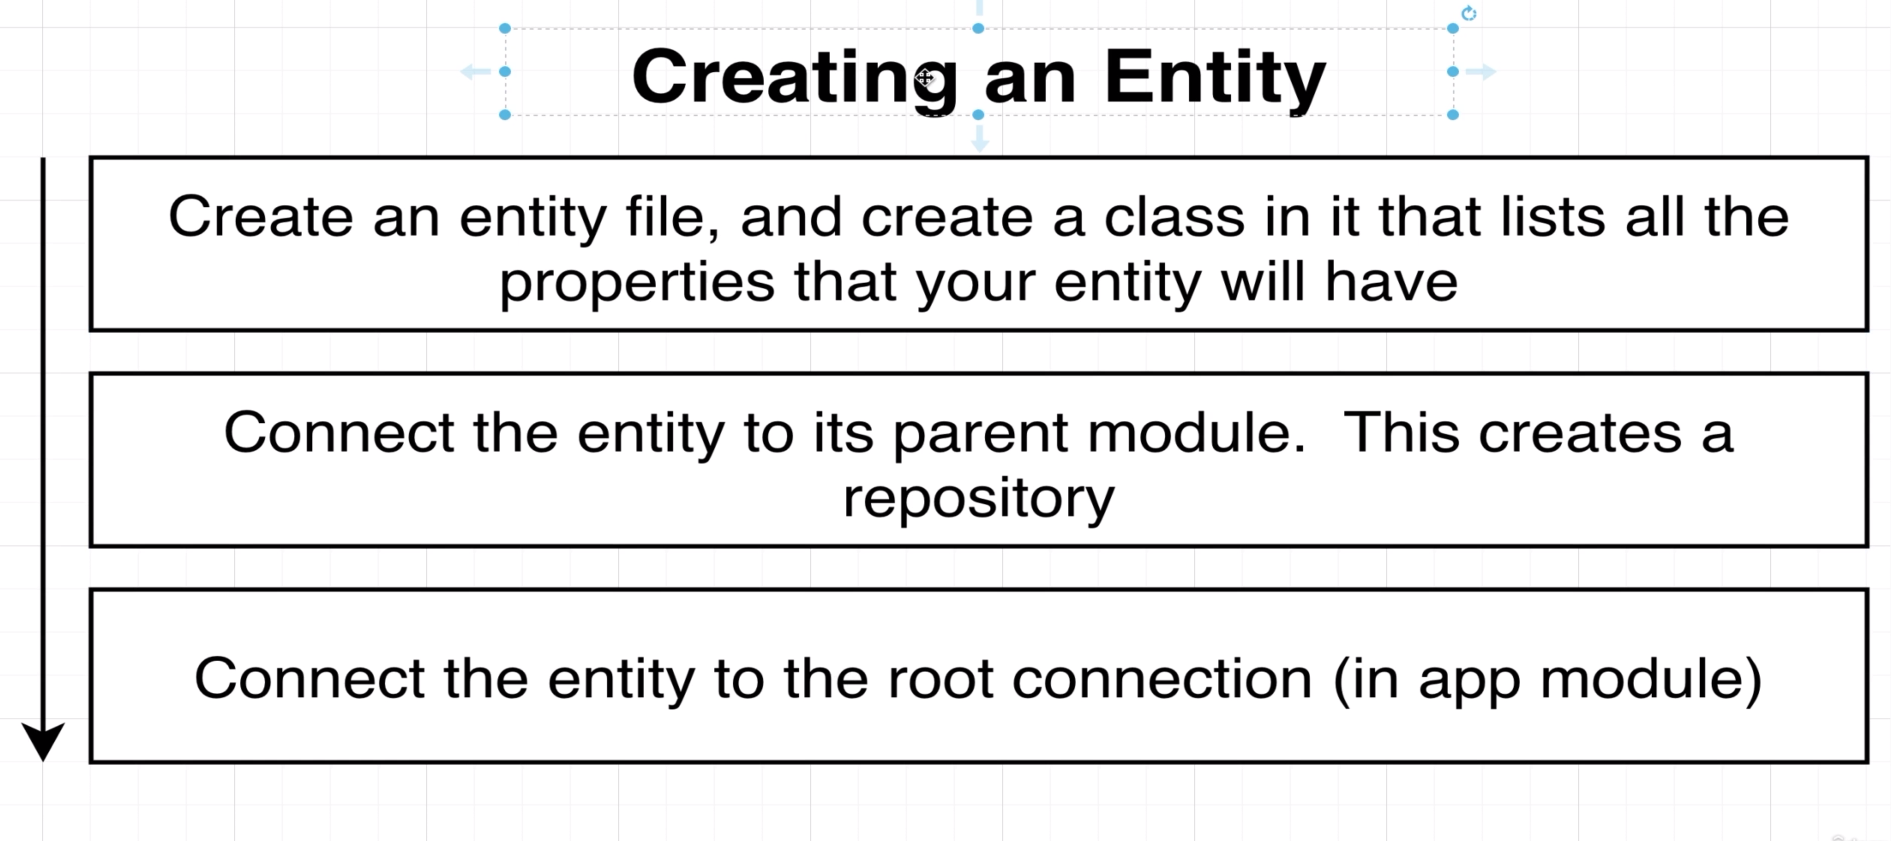 Creating an Entity
Create an entity file, and create a class in it that lists all the
properties that your entity will have
Connect the entity to its parent module.  This creates a
repository
Connect the entity to the root connection (in app module)